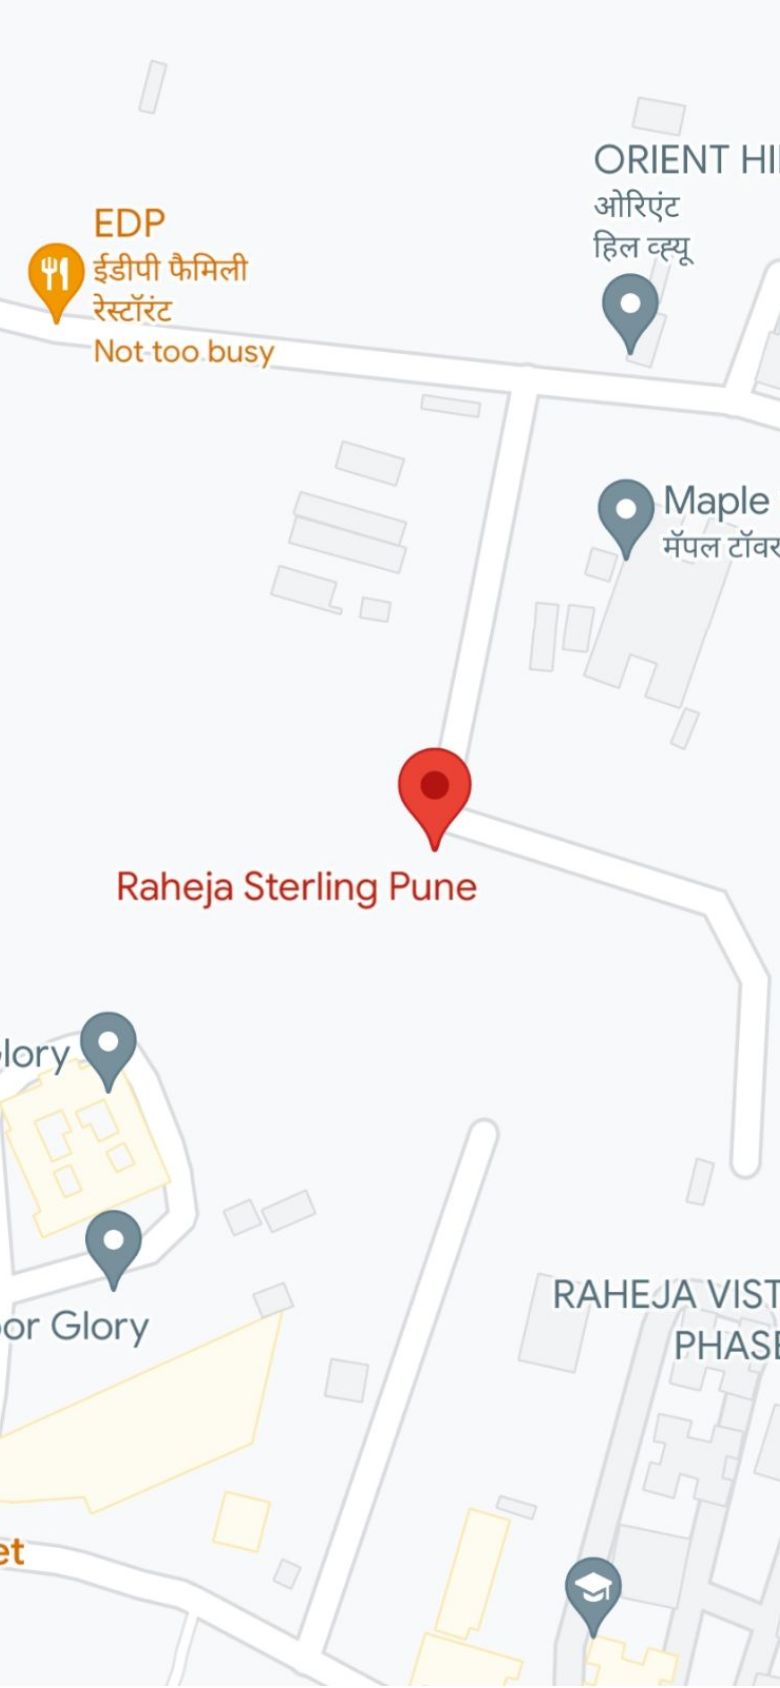 ORIENT HI
ओरिएंट
हिल व्ह्यू
EDP
ईडीपी फैमिली
रेस्टॉरंट
Not too busy
Maple
मॅपल टॉवर
Raheja Sterling Pune
lory
or Glory
RAHEJA VIST
PHASE
et